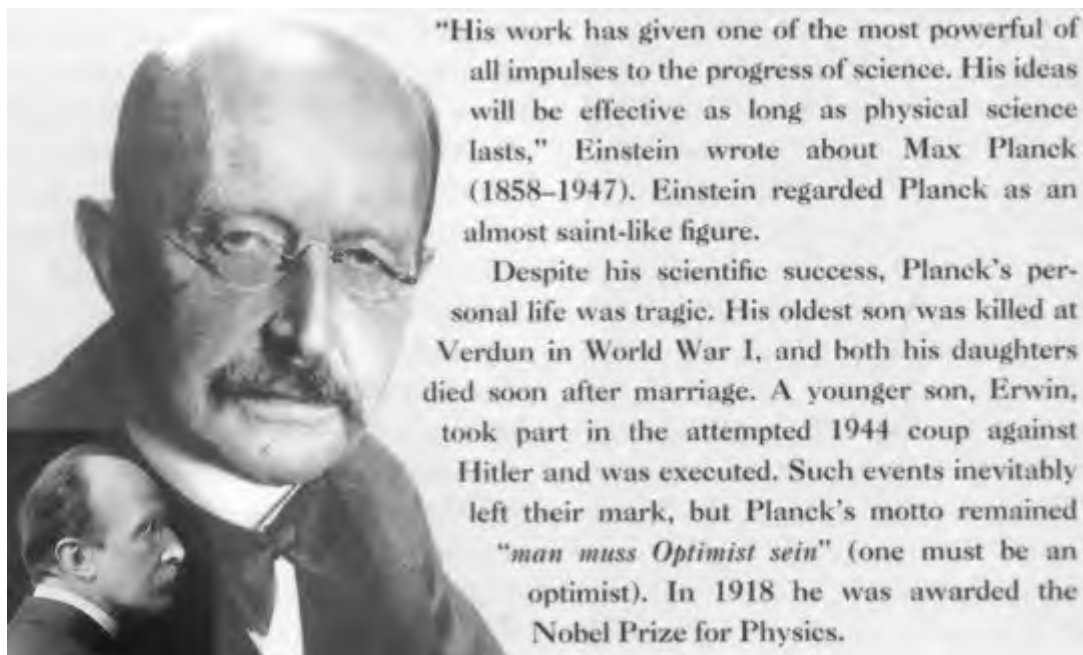 “His work has given one of the most powerful of
all impulses to the progress of science. His ideas
will be effective as long as physical science
lasts,” Einstein wrote about Max Planck
(1858–1947). Einstein regarded Planck as an
almost saint-like figure.
Despite his scientific success, Planck’s per-
sonal life was tragic. His oldest son was killed at
Verdun in World War I, and both his daughters
died soon after marriage. A younger son, Erwin,
took part in the attempted 1944 coup against
Hitler and was executed. Such events inevitably
left their mark, but Planck’s motto remained
“man muss Optimist sein” (one must be an
optimist). In 1918 he was awarded the
Nobel Prize for Physics.